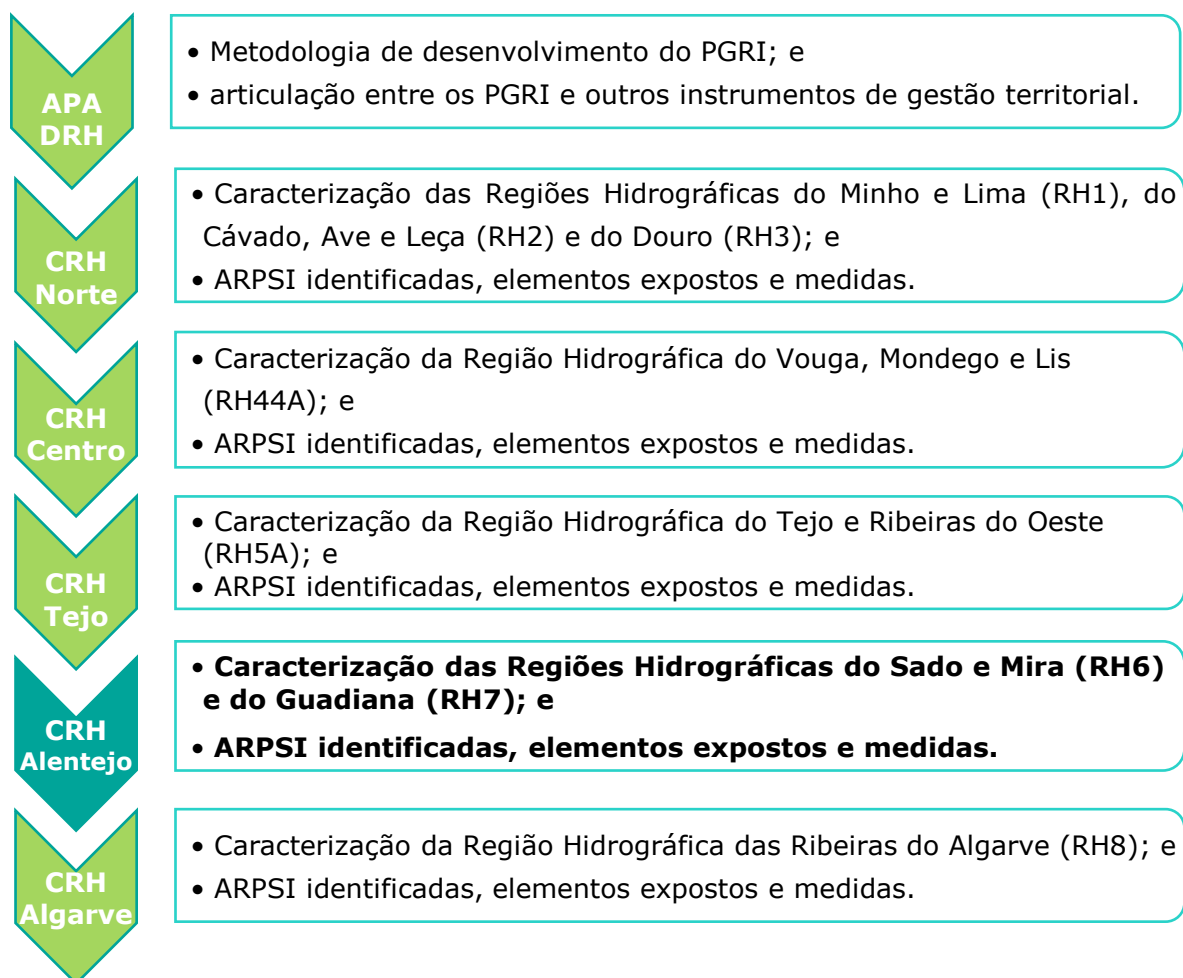 APA
DRH
• Metodologia de desenvolvimento do PGRI; e
• articulação entre os PGRI e outros instrumentos de gestão territorial.
CRH
Norte
• Caracterização das Regiões Hidrográficas do Minho e Lima (RH1), do
Cávado, Ave e Leça (RH2) e do Douro (RH3); e
• ARPSI identificadas, elementos expostos e medidas.
CRH
Centro
• Caracterização da Região Hidrográfica do Vouga, Mondego e Lis
(RH44A); e
• ARPSI identificadas, elementos expostos e medidas.
CRH
Tejo
• Caracterização da Região Hidrográfica do Tejo e Ribeiras do Oeste
(RH5A); e
• ARPSI identificadas, elementos expostos e medidas.
CRH
Alentejo
• Caracterização das Regiões Hidrográficas do Sado e Mira (RH6)
e do Guadiana (RH7); e
• ARPSI identificadas, elementos expostos e medidas.
CRH
Algarve
• Caracterização da Região Hidrográfica das Ribeiras do Algarve (RH8); e
• ARPSI identificadas, elementos expostos e medidas.